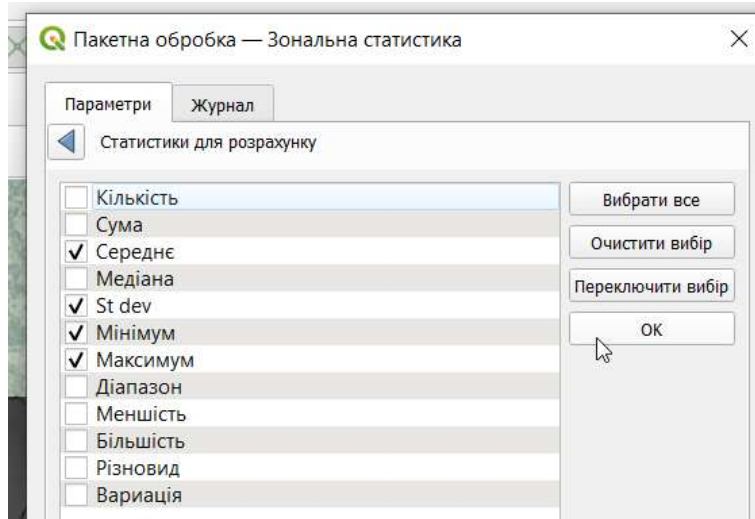 Пакетна обробка — Зональна статистика
Параметри
Журнал
Статистики для розрахунку
Кількість
Сума
Середнє
Медіана
St dev
Мінімум
Максимум
Діапазон
Меншість
Більшість
Різновид
Вариація
Вибрати все
Очистити вибір
Переключити вибір
ОК